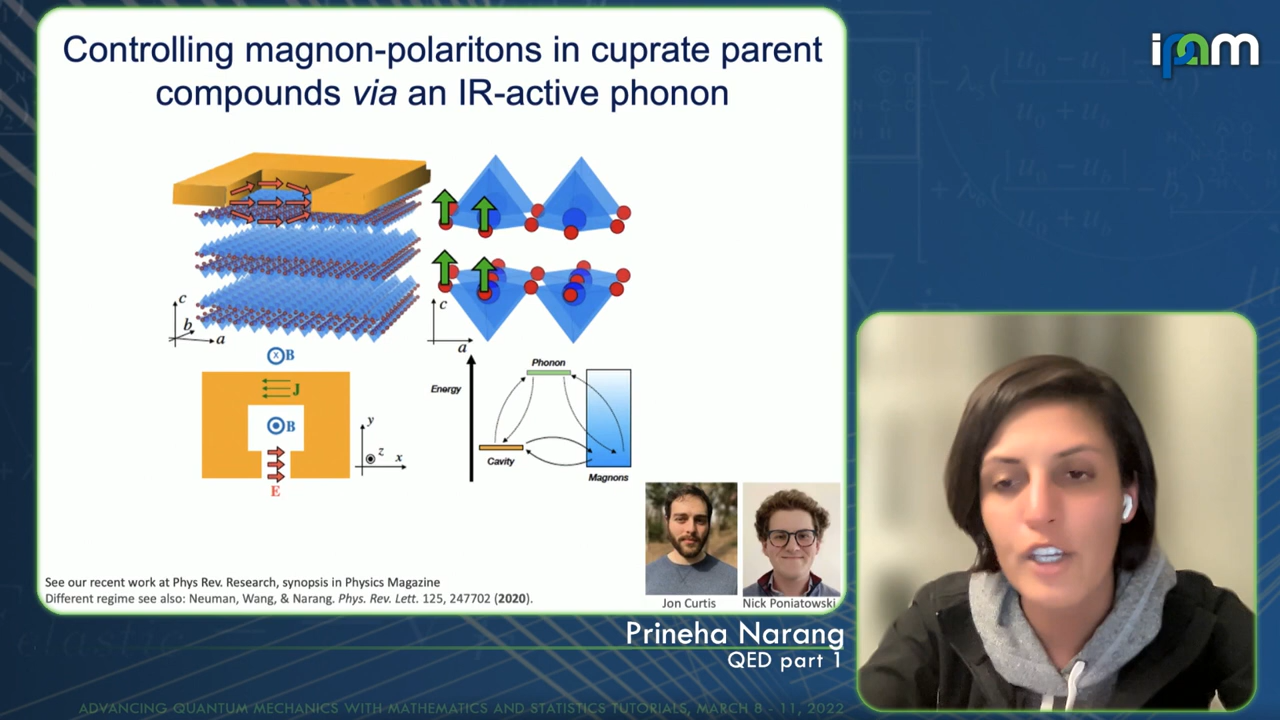 Controlling magnon-polaritons in cuprate parent
compounds via an IR-active phonon
ipam
c
b
a
c
a
B
J
B
E
y
z
x
Energy
Phonon
Cavity
Magnons
Jon Curtis
Nick Poniatowski
See our recent work at Phys Rev. Research, synopsis in Physics Magazine
Different regime see also: Neuman, Wang, & Narang. Phys. Rev. Lett. 125, 247702 (2020).
Prineha Narang
QED part 1
ADVANCING QUANTUM MECHANICS WITH MATHEMATICS AND STATISTICS TUTORIALS, MARCH 8 - 11, 2022